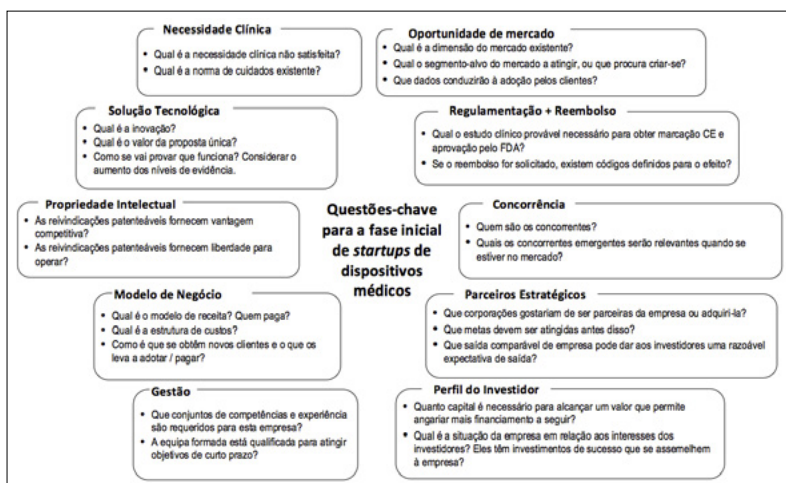 Necessidade Clínica
• Qual é a necessidade clínica não satisfeita?
• Qual é a norma de cuidados existente?
Oportunidade de mercado
• Qual é a dimensão do mercado existente?
• Qual o segmento-alvo do mercado a atingir, ou que procura criar-se?
• Que dados conduzirão à adoção pelos clientes?
Solução Tecnológica
• Qual é a inovação?
• Qual é o valor da proposta única?
• Como se vai provar que funciona? Considerar o
aumento dos níveis de evidência.
Regulamentação + Reembolso
• Qual o estudo clínico provável necessário para obter marcação CE e
aprovação pelo FDA?
• Se o reembolso for solicitado, existem códigos definidos para o efeito?
Propriedade Intelectual
• As reivindicações patenteáveis fornecem vantagem
competitiva?
• As reivindicações patenteáveis fornecem liberdade para
operar?
Questões-chave
para a fase inicial
de startups de
dispositivos
médicos
Concorrência
• Quem são os concorrentes?
• Quais os concorrentes emergentes serão relevantes quando se
estiver no mercado?
Modelo de Negócio
• Qual é o modelo de receita? Quem paga?
• Qual é a estrutura de custos?
• Como é que se obtêm novos clientes e o que os
leva a adotar / pagar?
Parceiros Estratégicos
• Que corporações gostariam de ser parceiras da empresa ou adquiri-la?
• Que metas devem ser atingidas antes disso?
• Que saída comparável de empresa pode dar aos investidores uma razoável
expectativa de saída?
Gestão
• Que conjuntos de competências e experiência
são requeridos para esta empresa?
• A equipa formada está qualificada para atingir
objetivos de curto prazo?
Perfil do Investidor
• Quanto capital é necessário para alcançar um valor que permite
angariar mais financiamento a seguir?
• Qual é a situação da empresa em relação aos interesses dos
investidores? Eles têm investimentos de sucesso que se assemelhem
à empresa?